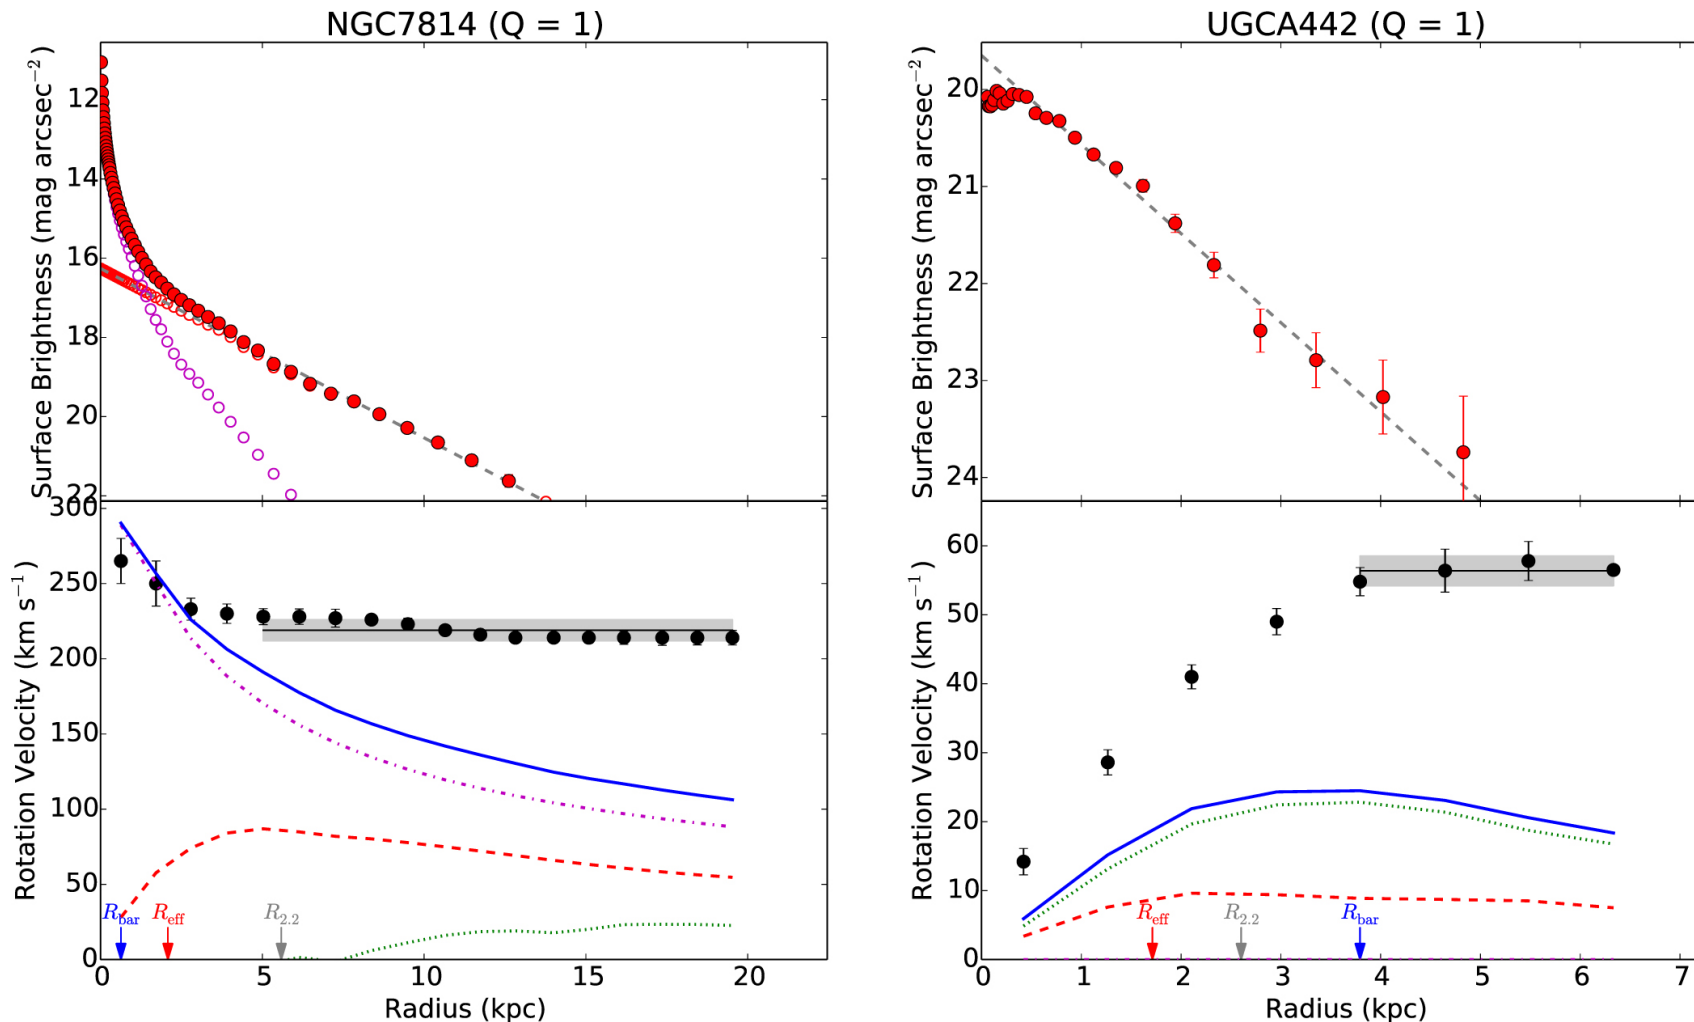 NGC7814 (Q = 1)
UGCA442 (Q = 1)
Surface Brightness (mag arcsec⁻²)
12
14
16
18
20
22
Surface Brightness (mag arcsec⁻²)
20
21
22
23
24
Rotation Velocity (km s⁻¹)
300
250
200
150
100
50
0
R_bar
R_eff
R_2.2
0
5
10
15
20
Radius (kpc)
Rotation Velocity (km s⁻¹)
60
50
40
30
20
10
0
R_eff
R_2.2
R_bar
0
1
2
3
4
5
6
7
Radius (kpc)